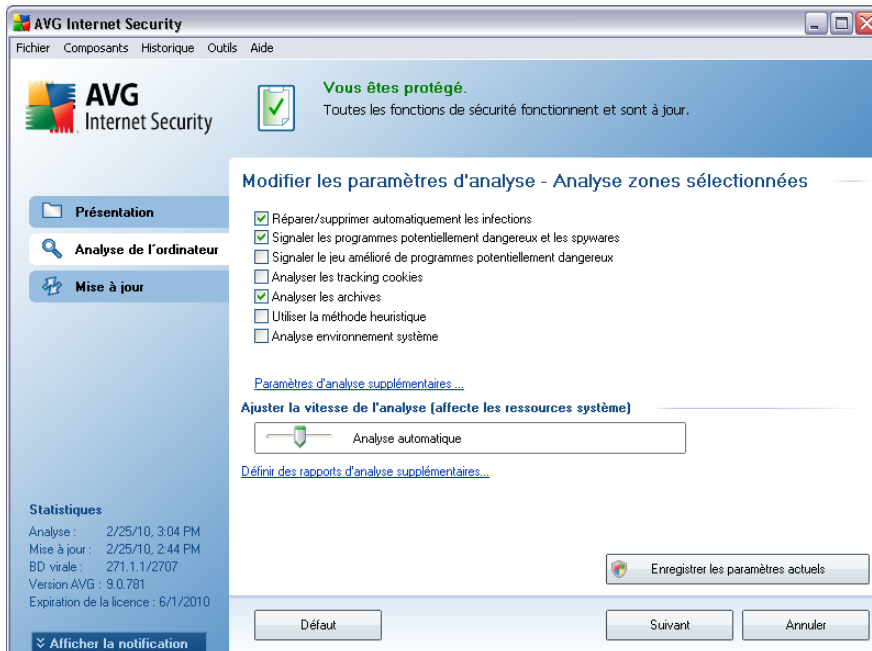 AVG Internet Security
Fichier Composants Historique Outils Aide
AVG
Internet Security
Vous êtes protégé.
Toutes les fonctions de sécurité fonctionnent et sont à jour.
Présentation
Analyse de l'ordinateur
Mise à jour
Modifier les paramètres d'analyse - Analyse zones sélectionnées
Réparer/supprimer automatiquement les infections
Signaler les programmes potentiellement dangereux et les spywares
Signaler le jeu amélioré de programmes potentiellement dangereux
Analyser les tracking cookies
Analyser les archives
Utiliser la méthode heuristique
Analyse environnement système
Paramètres d'analyse supplémentaires ...
Ajuster la vitesse de l'analyse (affecte les ressources système)
Analyse automatique
Définir des rapports d'analyse supplémentaires...
Statistiques
Analyse : 2/25/10, 3:04 PM
Mise à jour : 2/25/10, 2:44 PM
BD virale : 271.1.1/2707
Version AVG : 9.0.781
Expiration de la licence : 6/1/2010
Afficher la notification
Enregistrer les paramètres actuels
Défaut
Suivant
Annuler